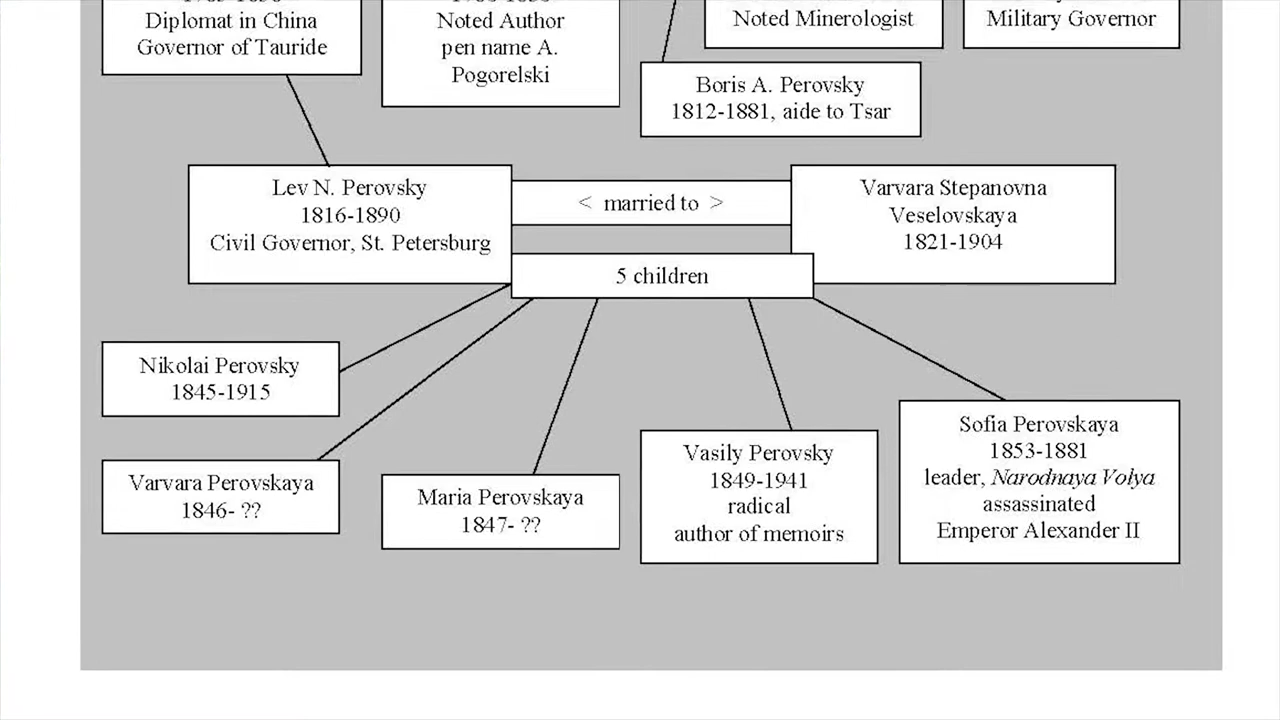 Diplomat in China
Governor of Tauride
Noted Author
pen name A.
Pogorelski
Noted Minerologist
Military Governor
Boris A. Perovsky
1812-1881, aide to Tsar
Lev N. Perovsky
1816-1890
Civil Governor, St. Petersburg
< married to >
Varvara Stepanovna
Veselovskaya
1821-1904
5 children
Nikolai Perovsky
1845-1915
Varvara Perovskaya
1846- ??
Maria Perovskaya
1847- ??
Vasily Perovsky
1849-1941
radical
author of memoirs
Sofia Perovskaya
1853-1881
leader, Narodnaya Volya
assassinated
Emperor Alexander II